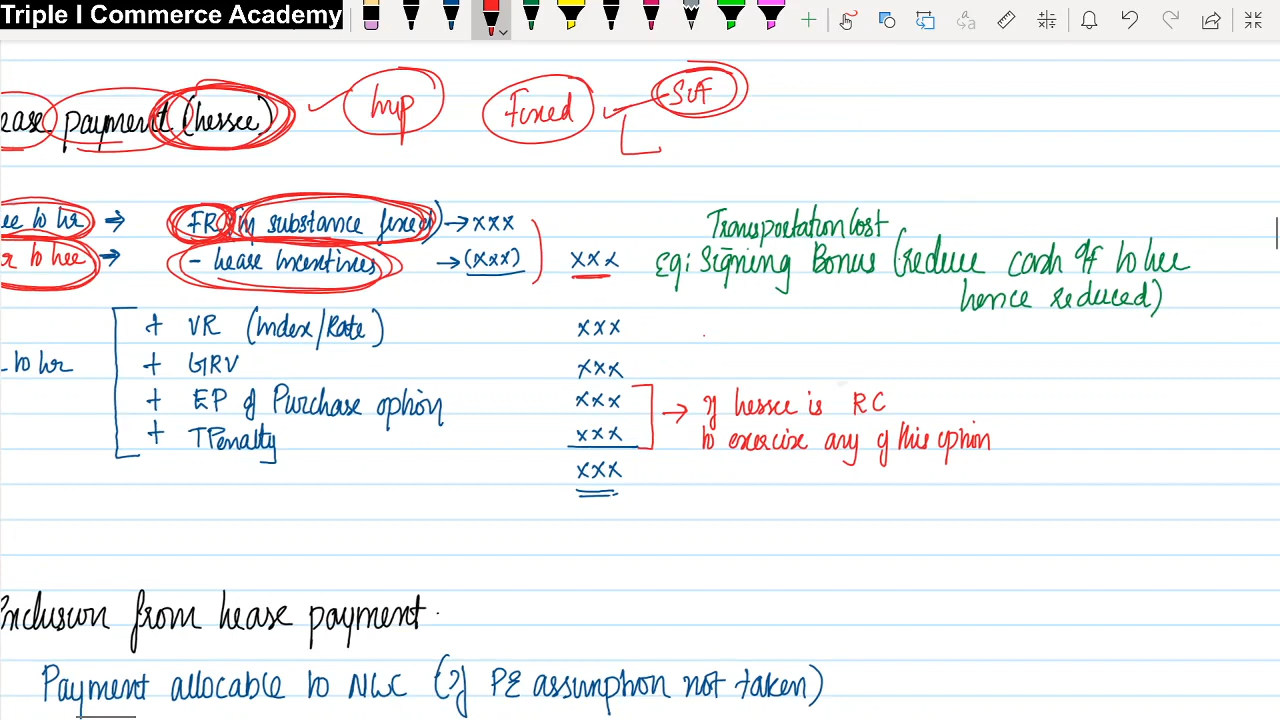 Triple I Commerce Academy
ease payment (Lessee) Imp Fixed SuF
ee to Lr ⇒ FR (in substance fixed) → xxx Transportation Cost
r to Lee ⇒ - Lease Incentives → (xxx) xxx Eg: Signing Bonus (reduce cash o/f to Lee
hence reduced)
+ VR (Index/Rate) xxx
to Lr + GRV xxx
+ EP of Purchase option xxx → if Lessee is RC
+ TPenalty xxx to exercise any of this option
xxx
from Lease payment.
Payment allocable to NLC (if PE assumption not taken)